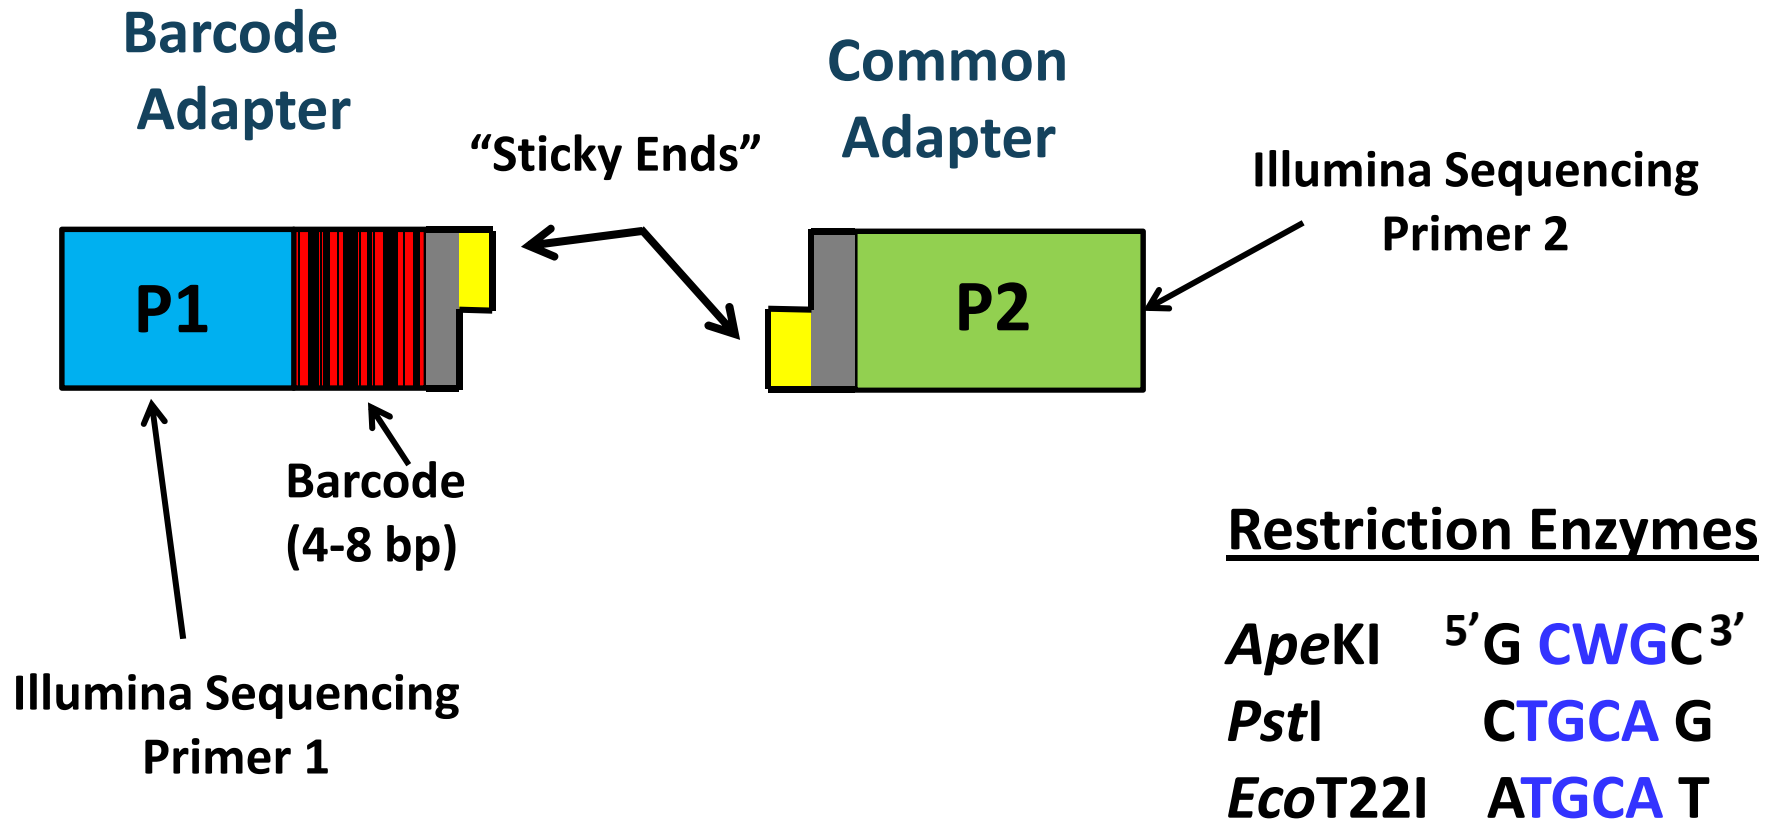 Barcode
Adapter
Common
Adapter
“Sticky Ends”
Illumina Sequencing
Primer 2
P1
P2
Barcode
(4-8 bp)
Illumina Sequencing
Primer 1
Restriction Enzymes
ApeKI 5’G CWGC3’
PstI CTGCA G
EcoT22I ATGCA T